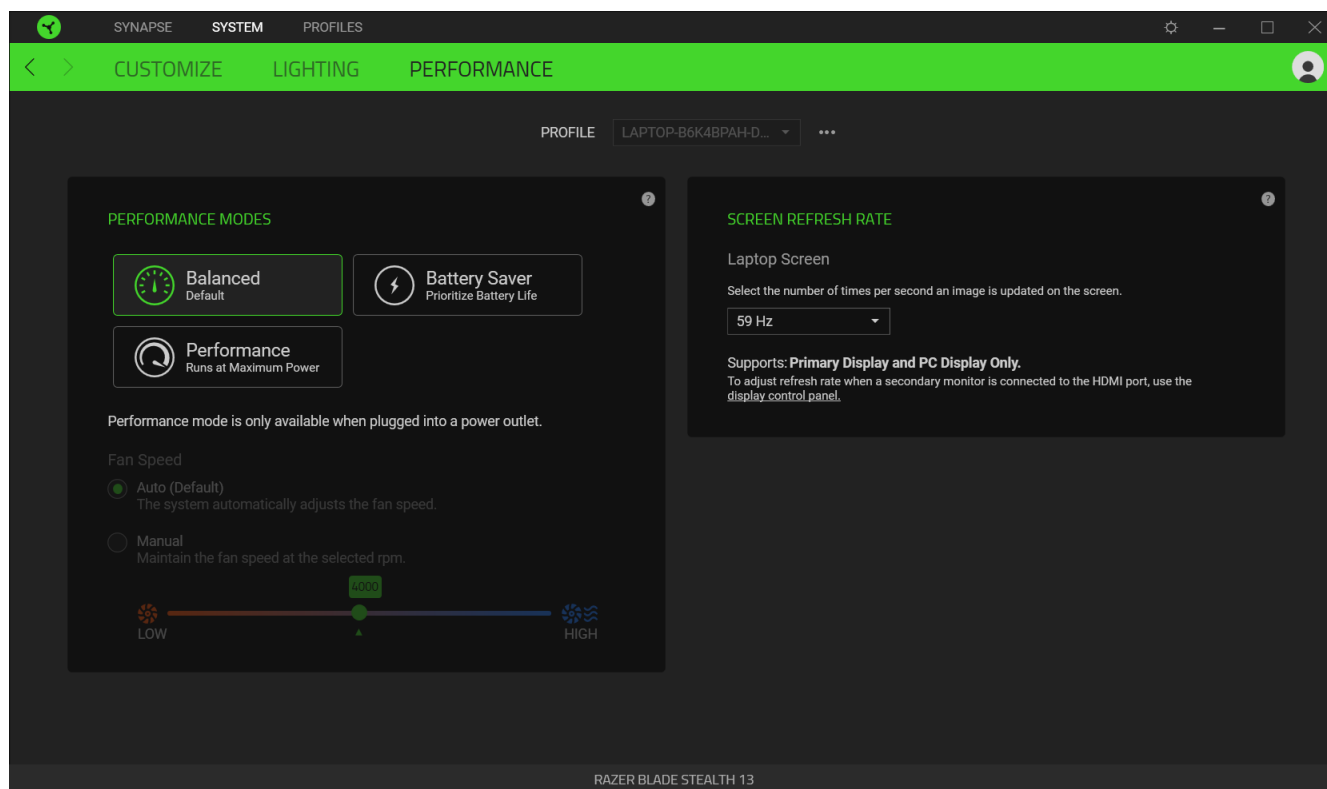 SYNAPSE SYSTEM PROFILES
CUSTOMIZE LIGHTING PERFORMANCE
PROFILE LAPTOP-B6K4BPAH-D... •••
PERFORMANCE MODES
?
Balanced
Default
Battery Saver
Prioritize Battery Life
Performance
Runs at Maximum Power
Performance mode is only available when plugged into a power outlet.
Fan Speed
Auto (Default)
The system automatically adjusts the fan speed.
Manual
Maintain the fan speed at the selected rpm.
4000
LOW HIGH
?
SCREEN REFRESH RATE
Laptop Screen
Select the number of times per second an image is updated on the screen.
59 Hz
Supports: Primary Display and PC Display Only.
To adjust refresh rate when a secondary monitor is connected to the HDMI port, use the
display control panel.
RAZER BLADE STEALTH 13